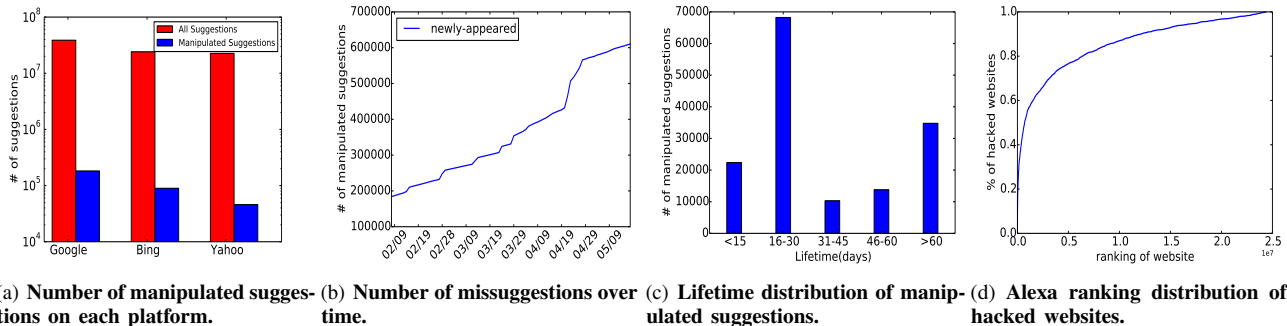 10^8
10^7
10^6
10^5
10^4
# of suggestions
All Suggestions
Manipulated Suggestions
Google Bing Yahoo
700000
600000
500000
400000
300000
200000
100000
# of manipulated suggestions
newly-appeared
02/09 02/19 02/28 03/09 03/19 03/29 04/09 04/19 04/29 05/09
70000
60000
50000
40000
30000
20000
10000
0
# of manipulated suggestions
<15 16-30 31-45 46-60 >60
Lifetime(days)
1.0
0.8
0.6
0.4
0.2
% of hacked websites
0.0 0.5 1.0 1.5 2.0 2.5
1e7
ranking of website
(a) Number of manipulated sugges-
tions on each platform.
(b) Number of missuggestions over
time.
(c) Lifetime distribution of manip-
ulated suggestions.
(d) Alexa ranking distribution of
hacked websites.